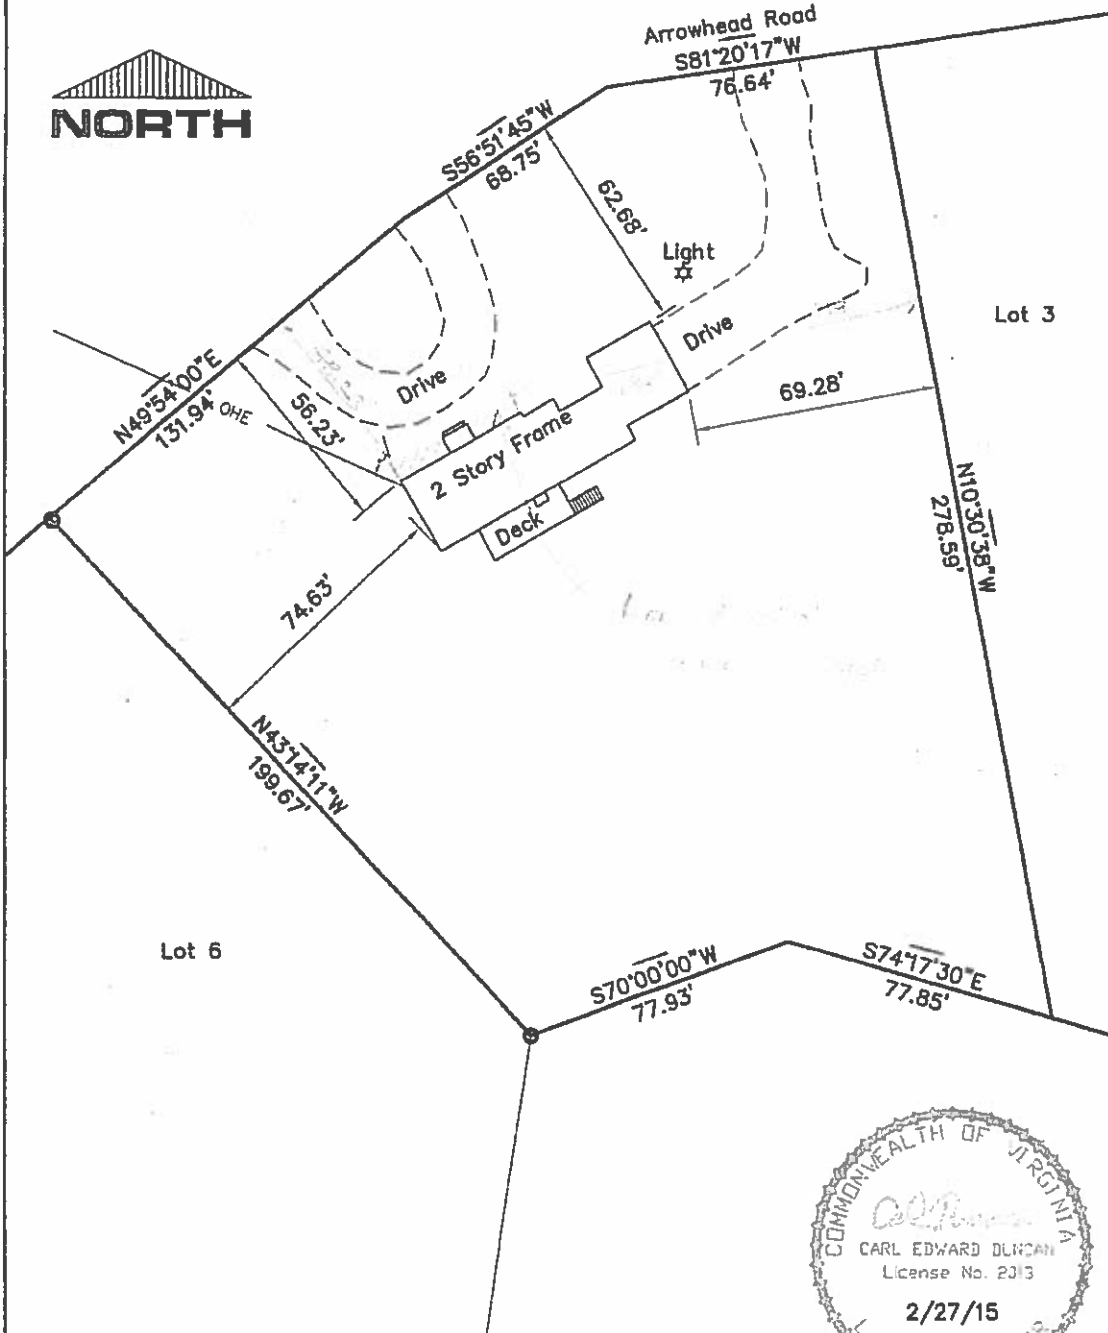 Arrowhead Road
S81°20'17"W
76.64'
NORTH
S56°51'45"W
68.75'
62.68'
Light
Lot 3
Drive
N49°54'00"E
131.94'
OHE
56.23'
Drive
69.28'
2 Story Frame
Deck
N10°30'38"W
278.59'
74.63'
N43°14'11"W
199.67'
Lot 6
S70°00'00"W
77.93'
S74°17'30"E
77.85'
COMMONWEALTH OF VIRGINIA
CARL EDWARD DUNCAN
License No.
2/27/15